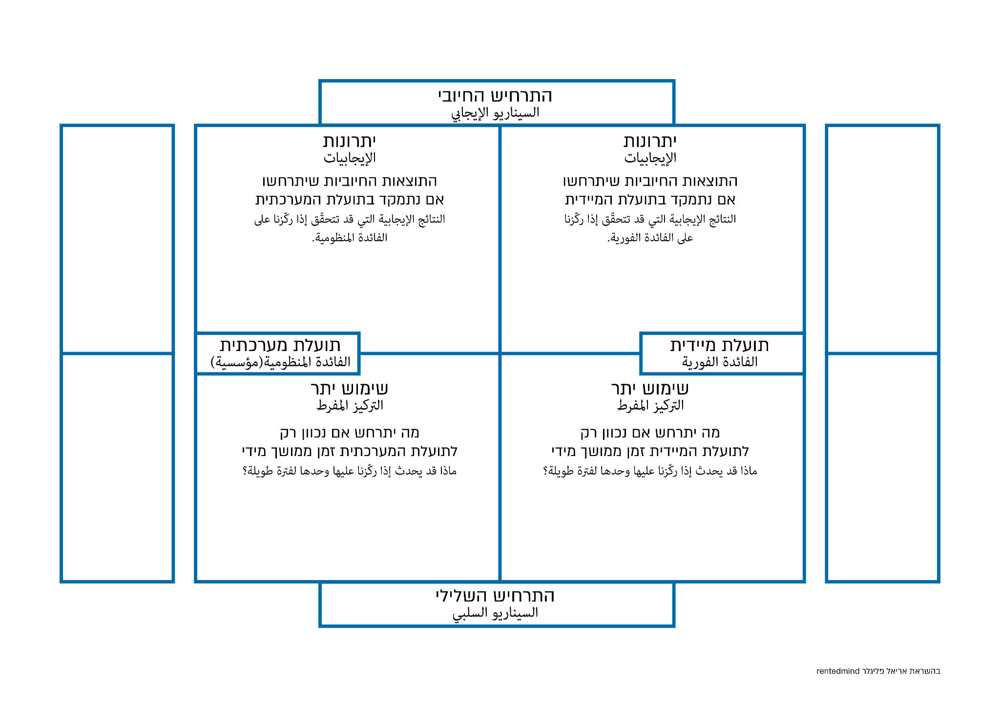 התרחיש החיובי
السيناريو الإيجابي
יתרונות
الإيجابيات
התוצאות החיוביות שיתרחשו
אם נתמקד בתועלת המיידית
النتائج الإيجابية التي قد تتحقّق إذا ركّزنا
على الفائدة الفورية.
יתרונות
الإيجابيات
התוצאות החיוביות שיתרחשו
אם נתמקד בתועלת המערכתית
النتائج الإيجابية التي قد تتحقّق إذا ركّزنا على
الفائدة المنظومية.
תועלת מיידית
الفائدة الفورية
תועלת מערכתית
الفائدة المنظومية(مؤسسية)
שימוש יתר
التركيز المفرط
מה יתרחש אם נכוון רק
לתועלת המיידית זמן ממושך מידי
ماذا قد يحدث إذا ركّزنا عليها وحدها لفترة طويلة؟
שימוש יתר
التركيز المفرط
מה יתרחש אם נכוון רק
לתועלת המערכתית זמן ממושך מידי
ماذا قد يحدث إذا ركّزنا عليها وحدها لفترة طويلة؟
התרחיש השלילי
السيناريو السلبي
בהשראת אריאל פליגלר rentedmind